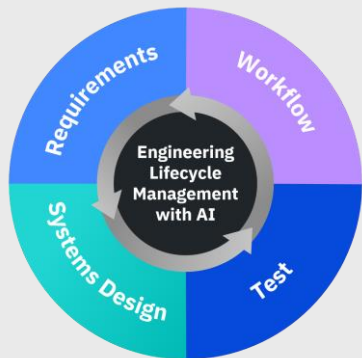 Requirements
Workflow
Engineering
Lifecycle
Management
with AI
Systems Design
Test